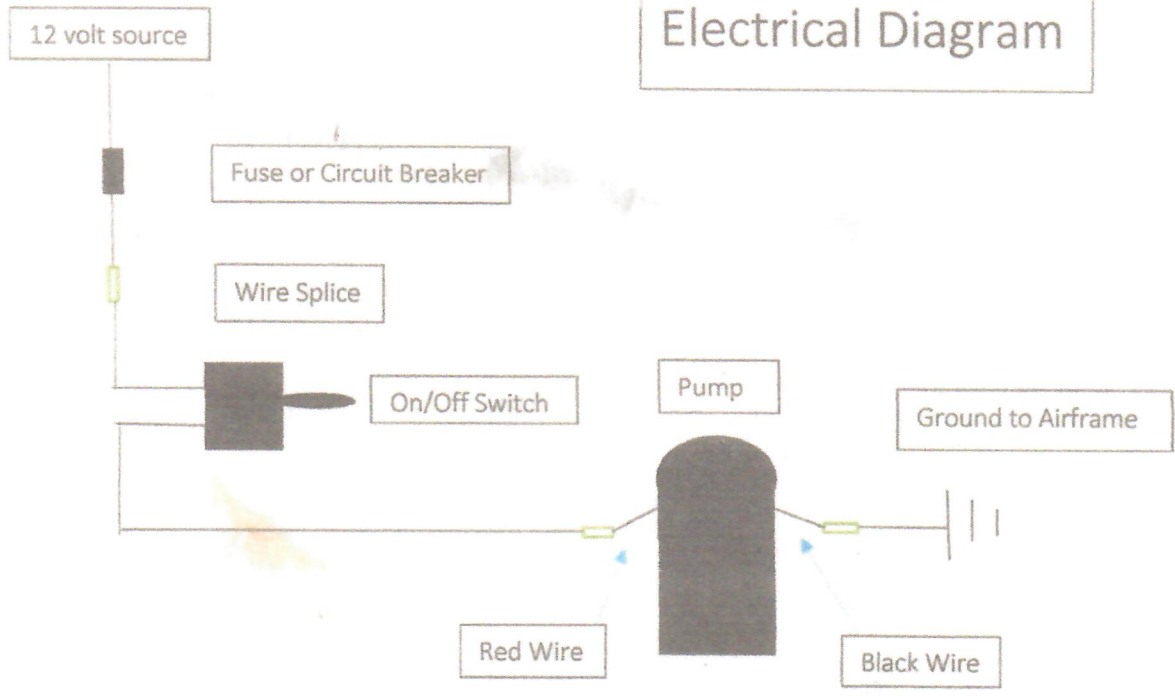 12 volt source
Electrical Diagram
Fuse or Circuit Breaker
Wire Splice
On/Off Switch
Pump
Ground to Airframe
Red Wire
Black Wire